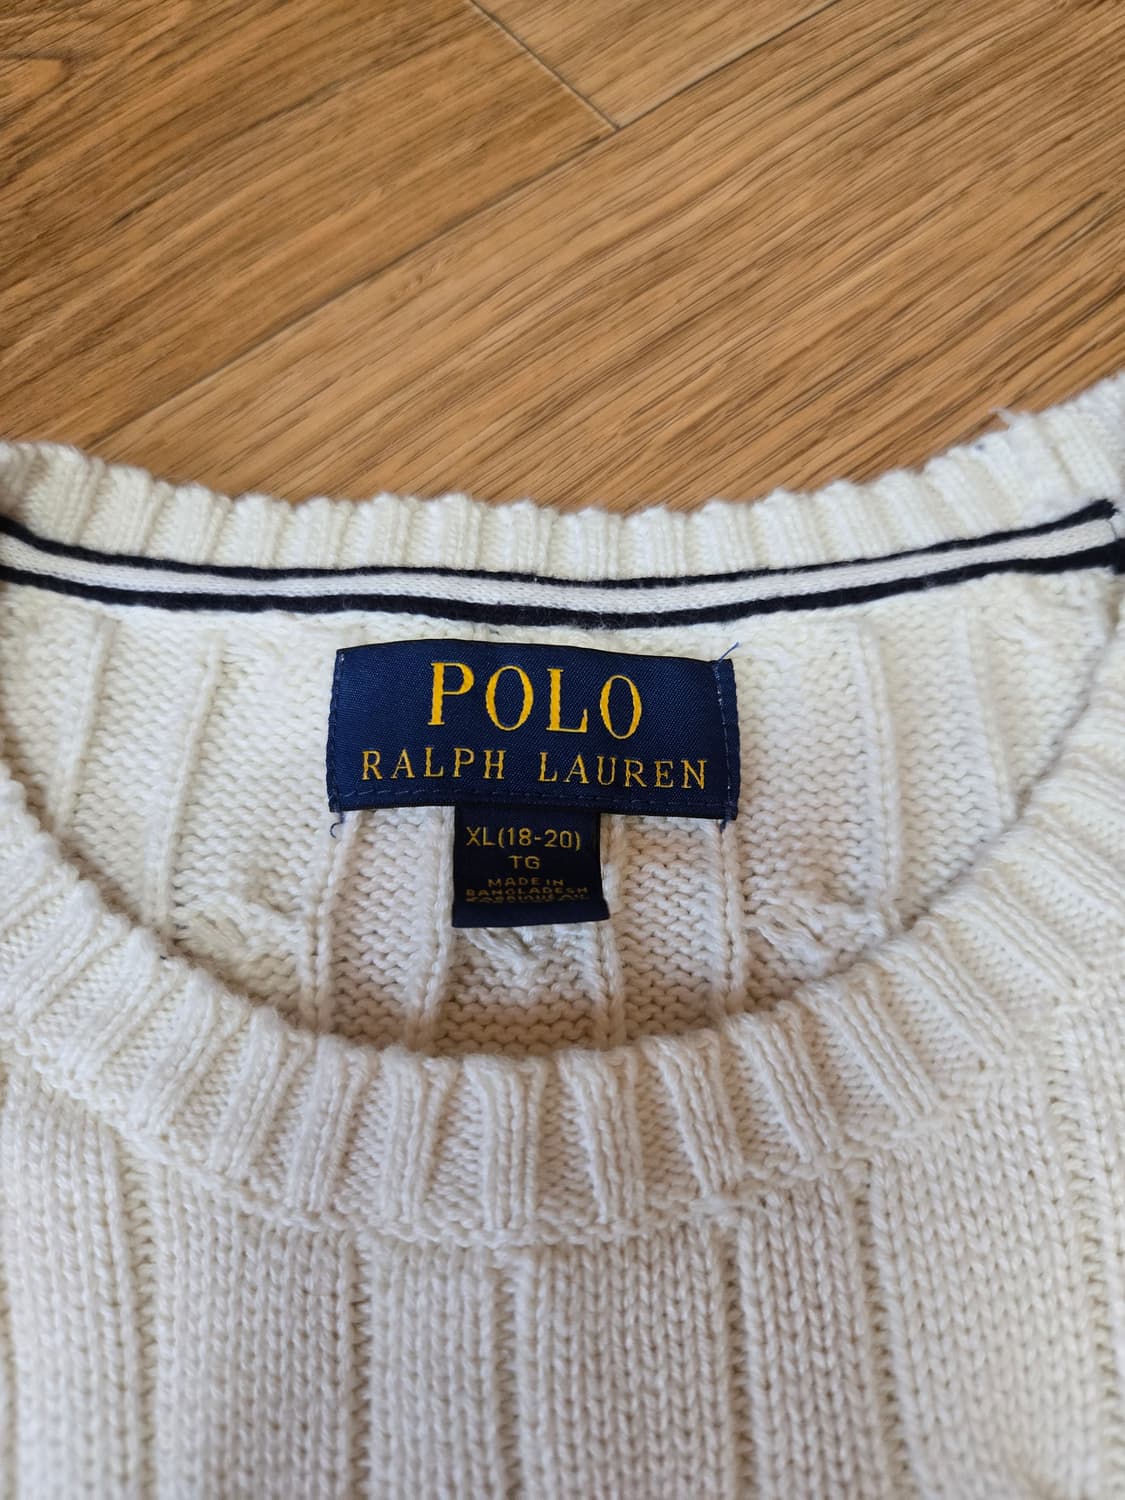 POLO
RALPH LAUREN
XL(18-20)
TG
MADE IN
BANGLADESH